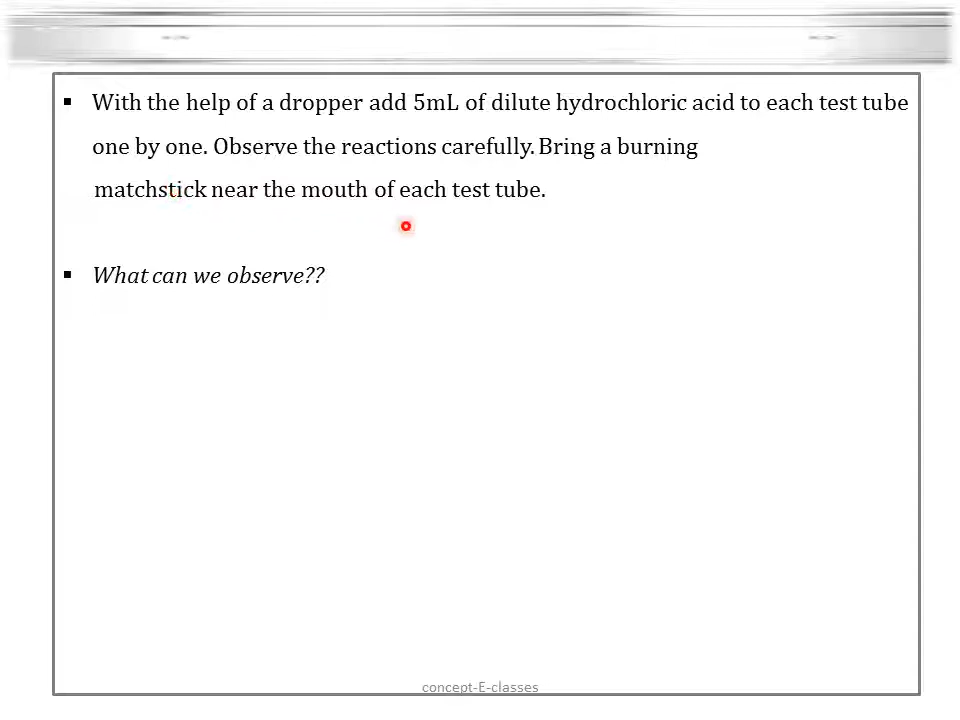 ▪ With the help of a dropper add 5mL of dilute hydrochloric acid to each test tube
one by one. Observe the reactions carefully. Bring a burning
matchstick near the mouth of each test tube.
▪ What can we observe??
concept-E-classes